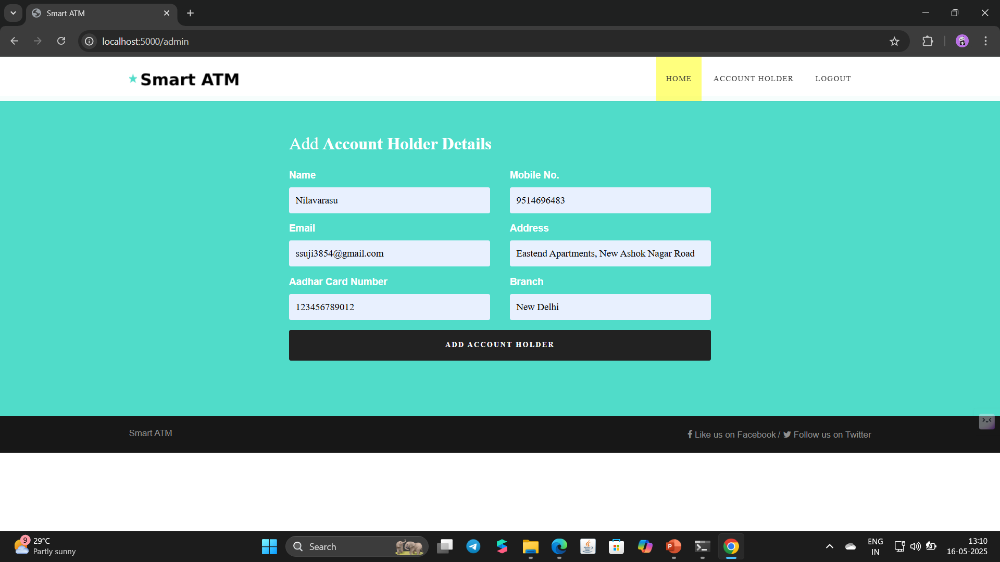 Smart ATM
localhost:5000/admin
Smart ATM
HOME
ACCOUNT HOLDER
LOGOUT
Add Account Holder Details
Name
Mobile No.
Nilavarasu
9514696483
Email
Address
ssuji3854@gmail.com
Eastend Apartments, New Ashok Nagar Road
Aadhar Card Number
Branch
123456789012
New Delhi
ADD ACCOUNT HOLDER
Smart ATM
Like us on Facebook / Follow us on Twitter
9
29°C
Partly sunny
Search
ENG
IN
13:10
16-05-2025